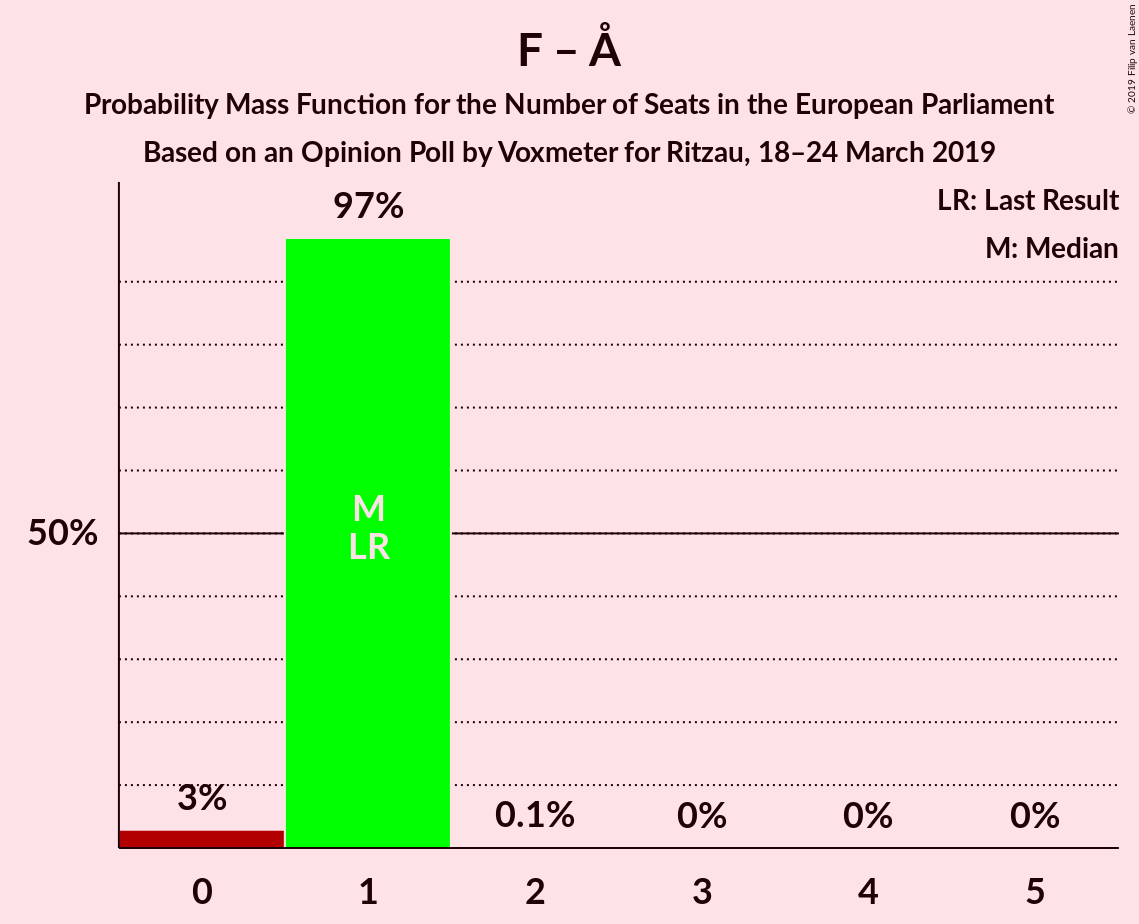 F – Å
Probability Mass Function for the Number of Seats in the European Parliament
Based on an Opinion Poll by Voxmeter for Ritzau, 18–24 March 2019
© 2019 Filip van Laenen
LR: Last Result
M: Median
97%
M
LR
50%
3%
0.1%
0%
0%
0%
0
1
2
3
4
5